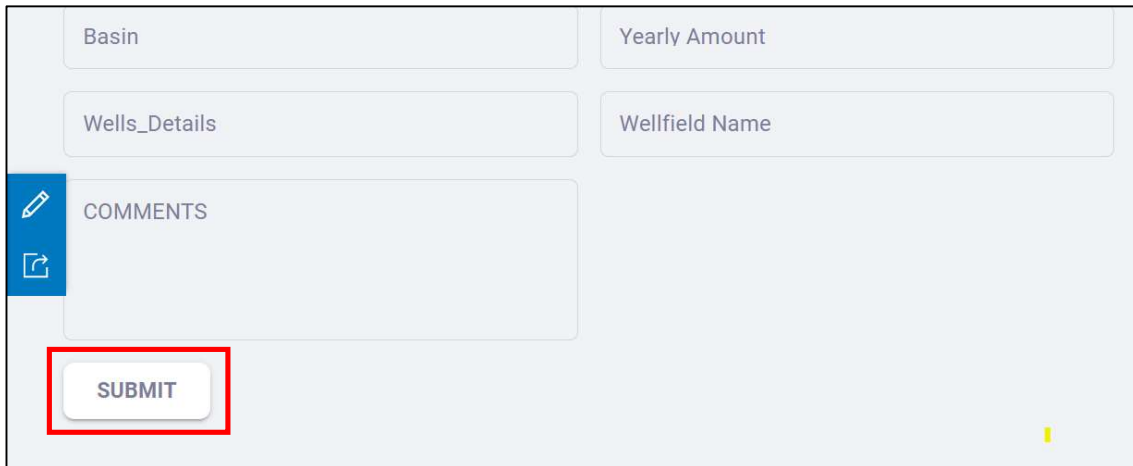 Basin
Yearly Amount
Wells_Details
Wellfield Name
COMMENTS
SUBMIT